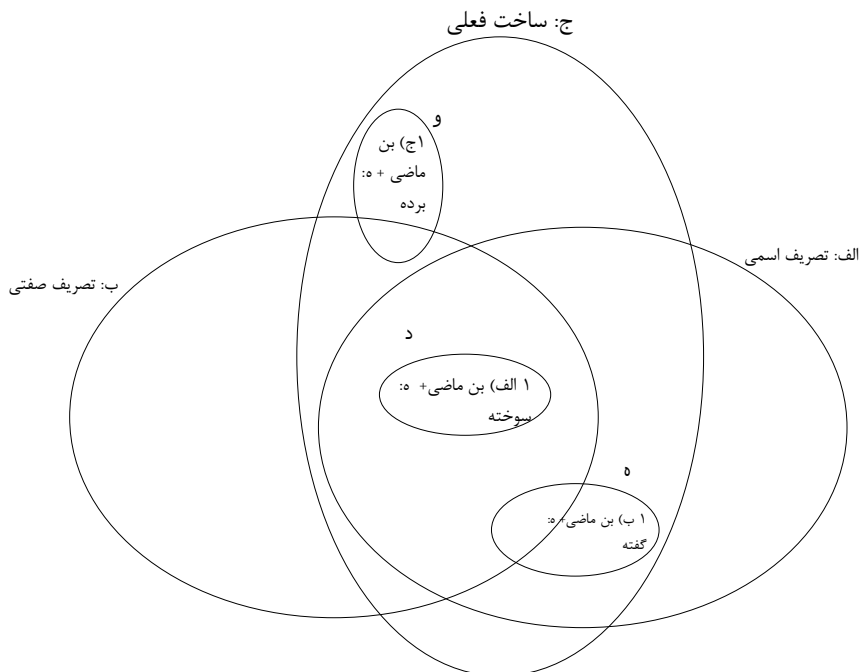 ج: ساخت فعلی
و
۱ج) بن
ماضی + ه:
برده
الف: تصریف اسمی
ب: تصریف صفتی
د
۱ الف) بن ماضی+ ه:
سوخته
ه
۱ ب) بن ماضی+ ه:
گفته